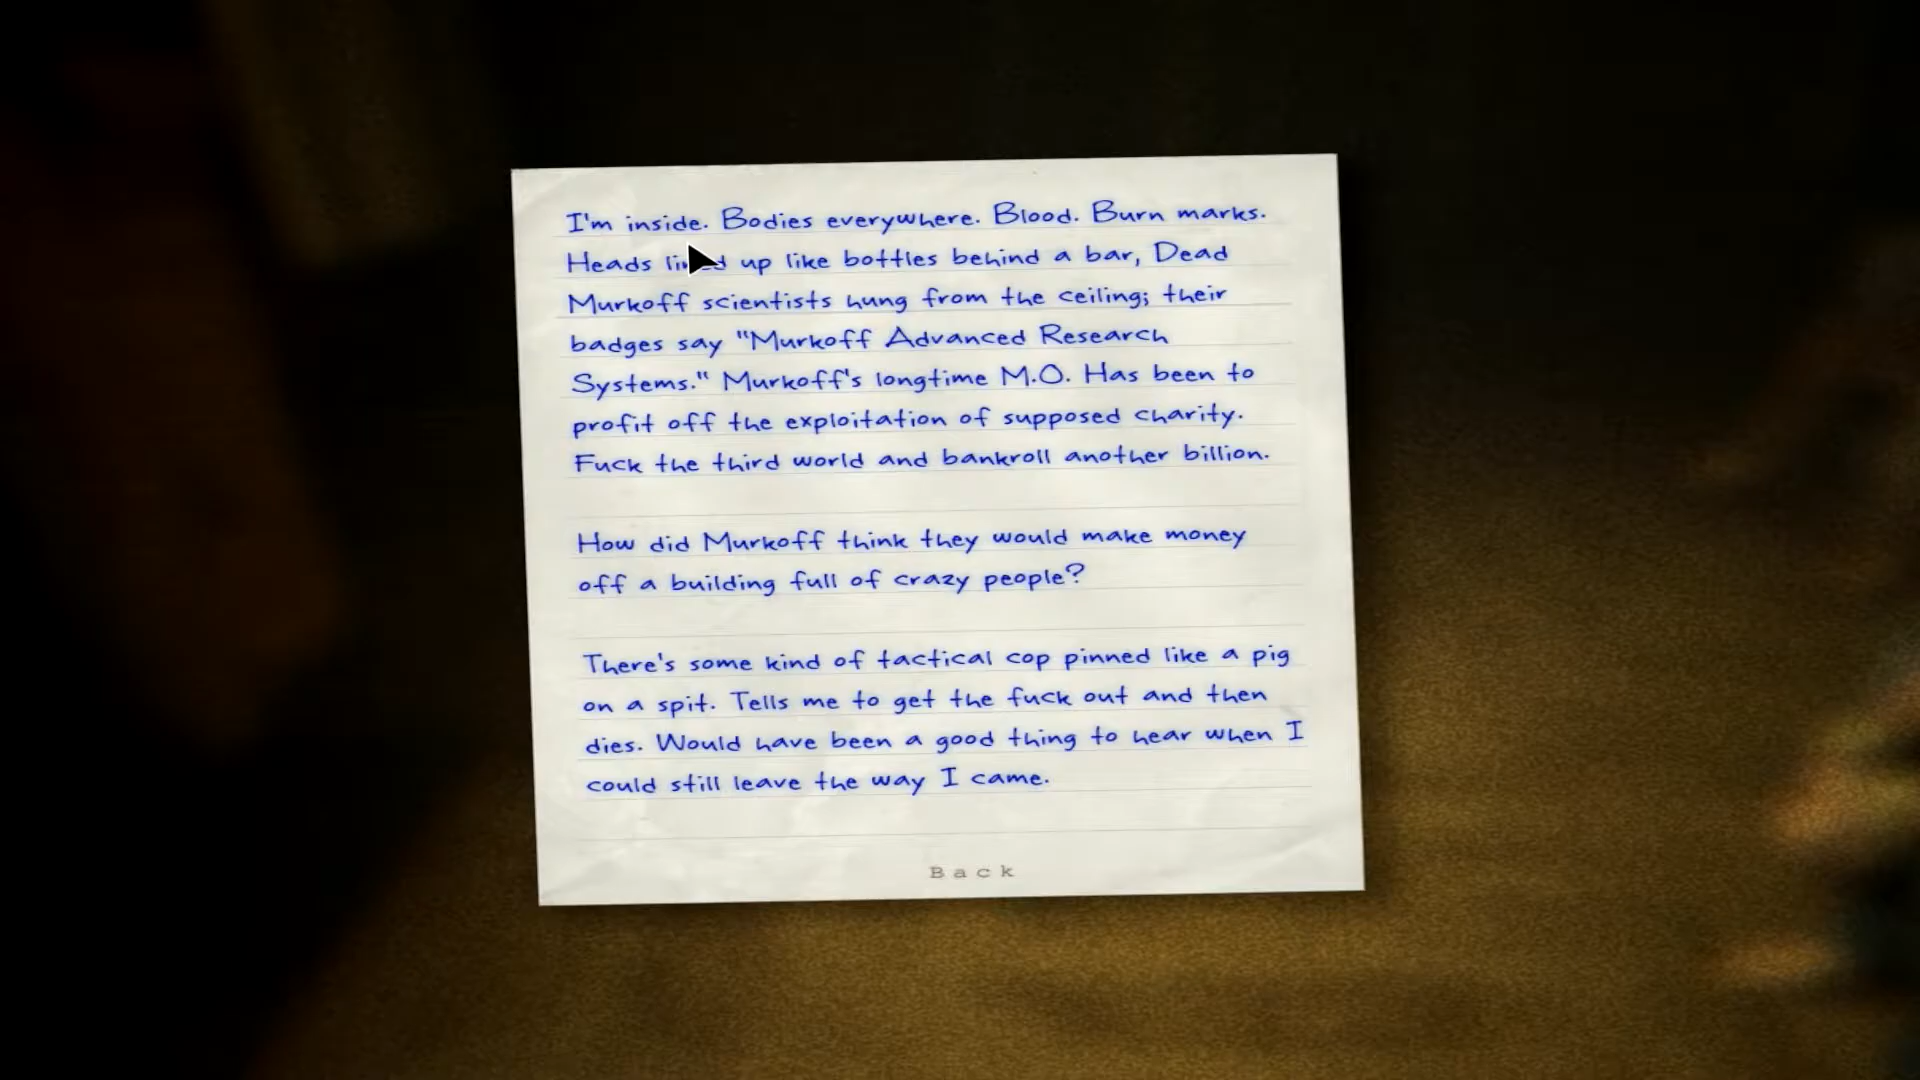 I'm inside. Bodies everywhere. Blood. Burn marks.
Heads lined up like bottles behind a bar, Dead
Murkoff scientists hung from the ceiling; their
badges say "Murkoff Advanced Research
Systems." Murkoff's longtime M.O. Has been to
profit off the exploitation of supposed charity.
Fuck the third world and bankroll another billion.
How did Murkoff think they would make money
off a building full of crazy people?
There's some kind of tactical cop pinned like a pig
on a spit. Tells me to get the fuck out and then
dies. Would have been a good thing to hear when I
could still leave the way I came.
Back